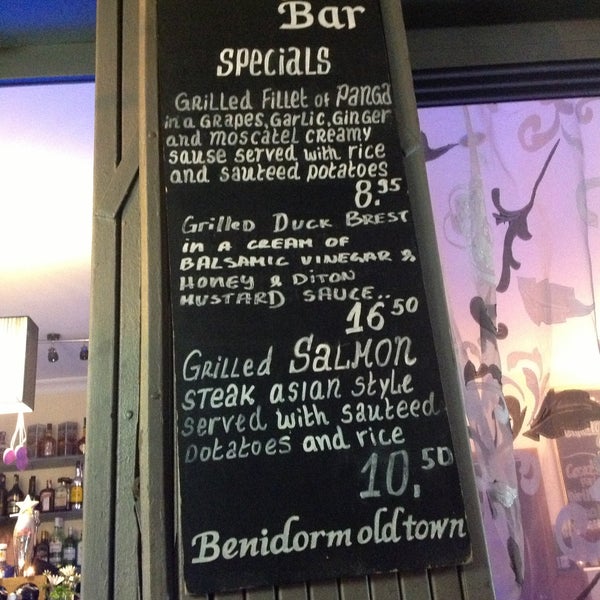 Bar
SPECIALS
GRILLED FILLET OF PANGA
in a GRAPES, GARLIC, GINGER
and MOSCATEL CREAMY
SAUSE SERVED WITH RICE
and SAUTEED POTATOES
8.95
GRILLED DUCK BREST
IN A CREAM OF
BALSAMIC VINEGAR &
HONEY & DITON
MUSTARD SAUCE..
16 50
GRILLED SALMON
STEAK ASIAN STYLE
SERVED WITH SAUTEED
POTATOES AND RICE
10,50
Benidorm old town